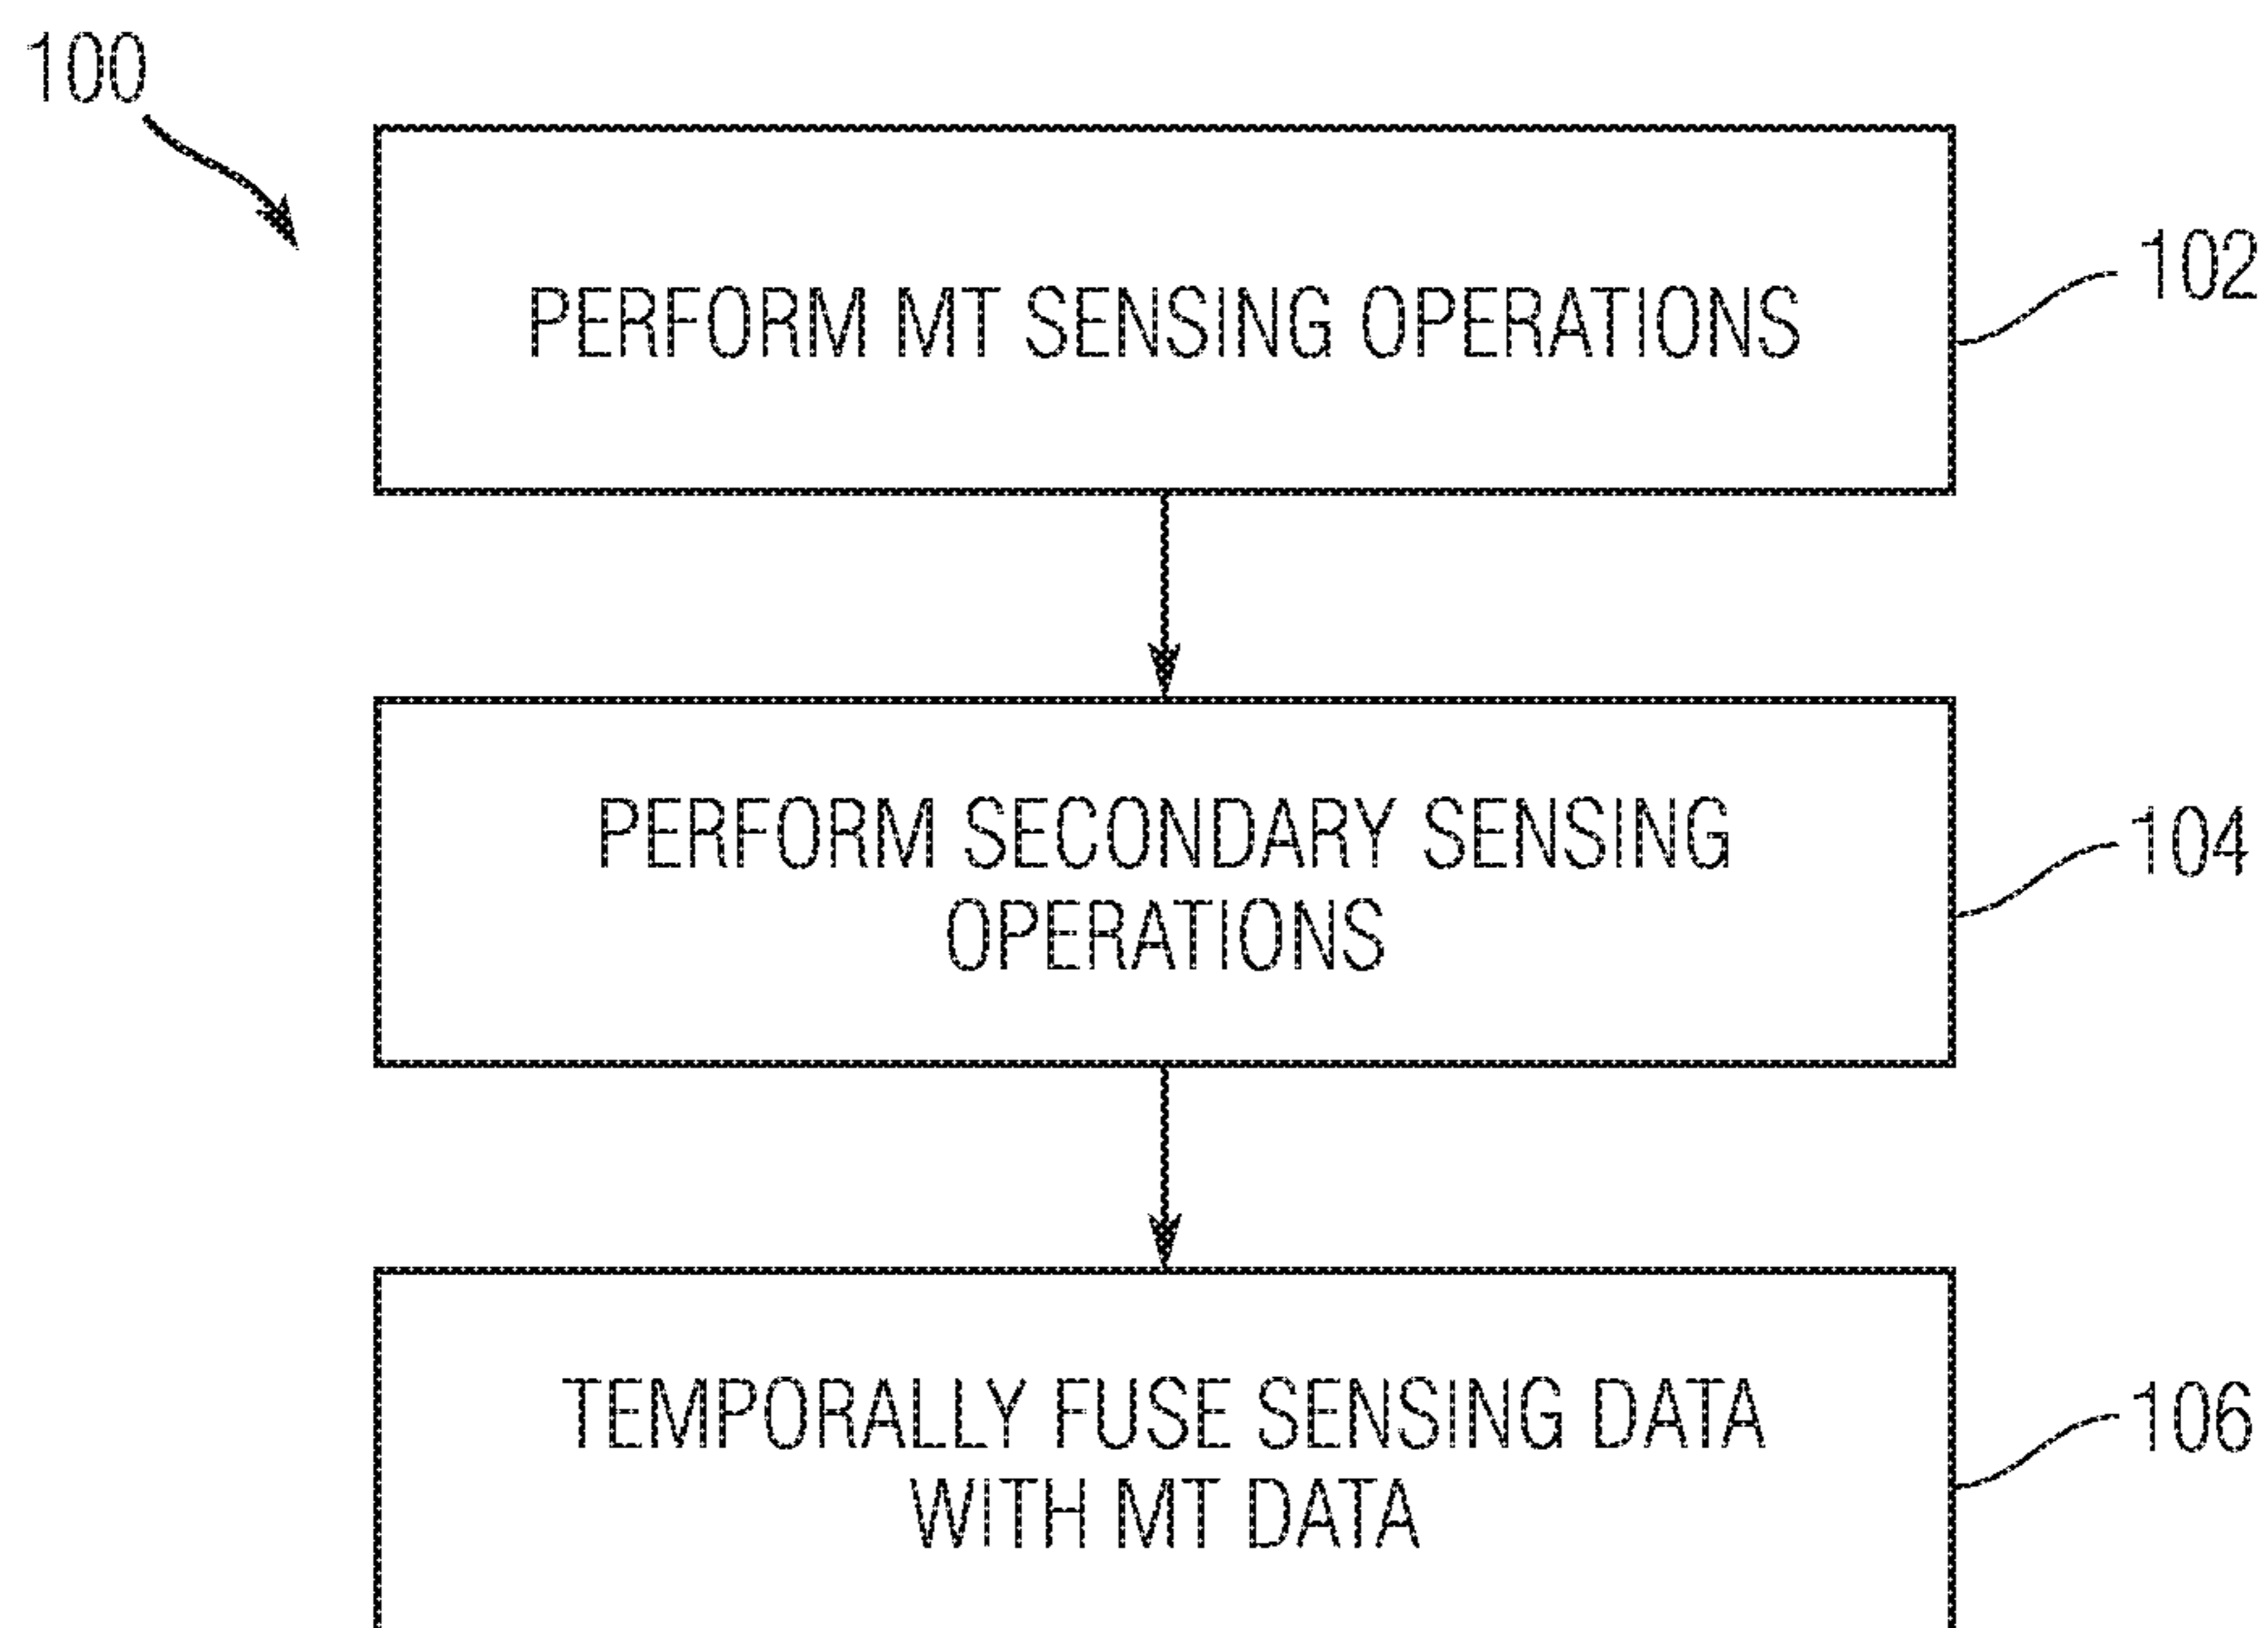 100
PERFORM MT SENSING OPERATIONS
102
PERFORM SECONDARY SENSING
OPERATIONS
104
TEMPORALLY FUSE SENSING DATA
WITH MT DATA
106